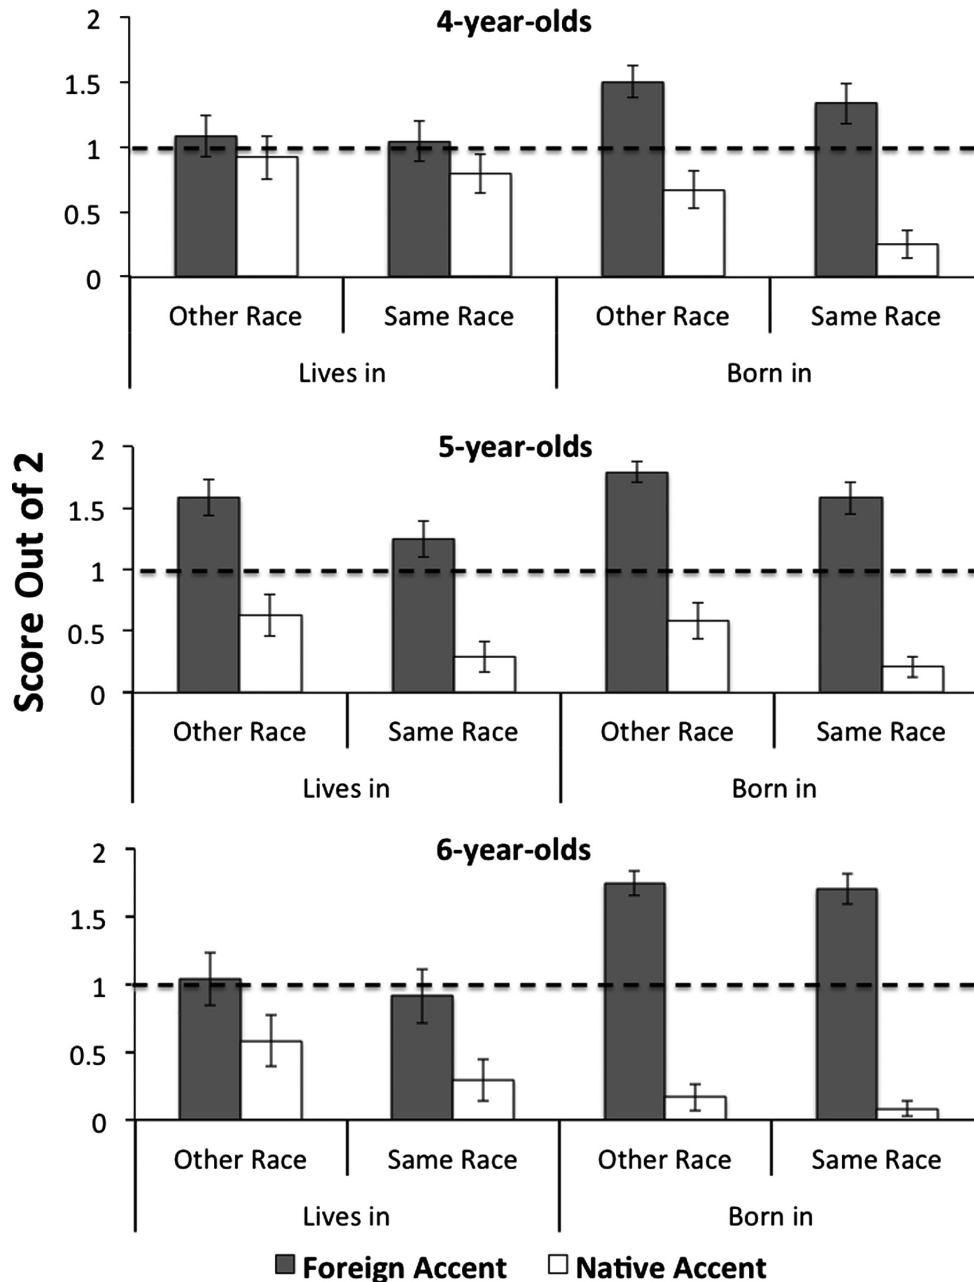 4-year-olds
2
1.5
1
0.5
0
Other Race Same Race Other Race Same Race
Lives in Born in
Score Out of 2
5-year-olds
2
1.5
1
0.5
0
Other Race Same Race Other Race Same Race
Lives in Born in
6-year-olds
2
1.5
1
0.5
0
Other Race Same Race Other Race Same Race
Lives in Born in
Foreign Accent Native Accent